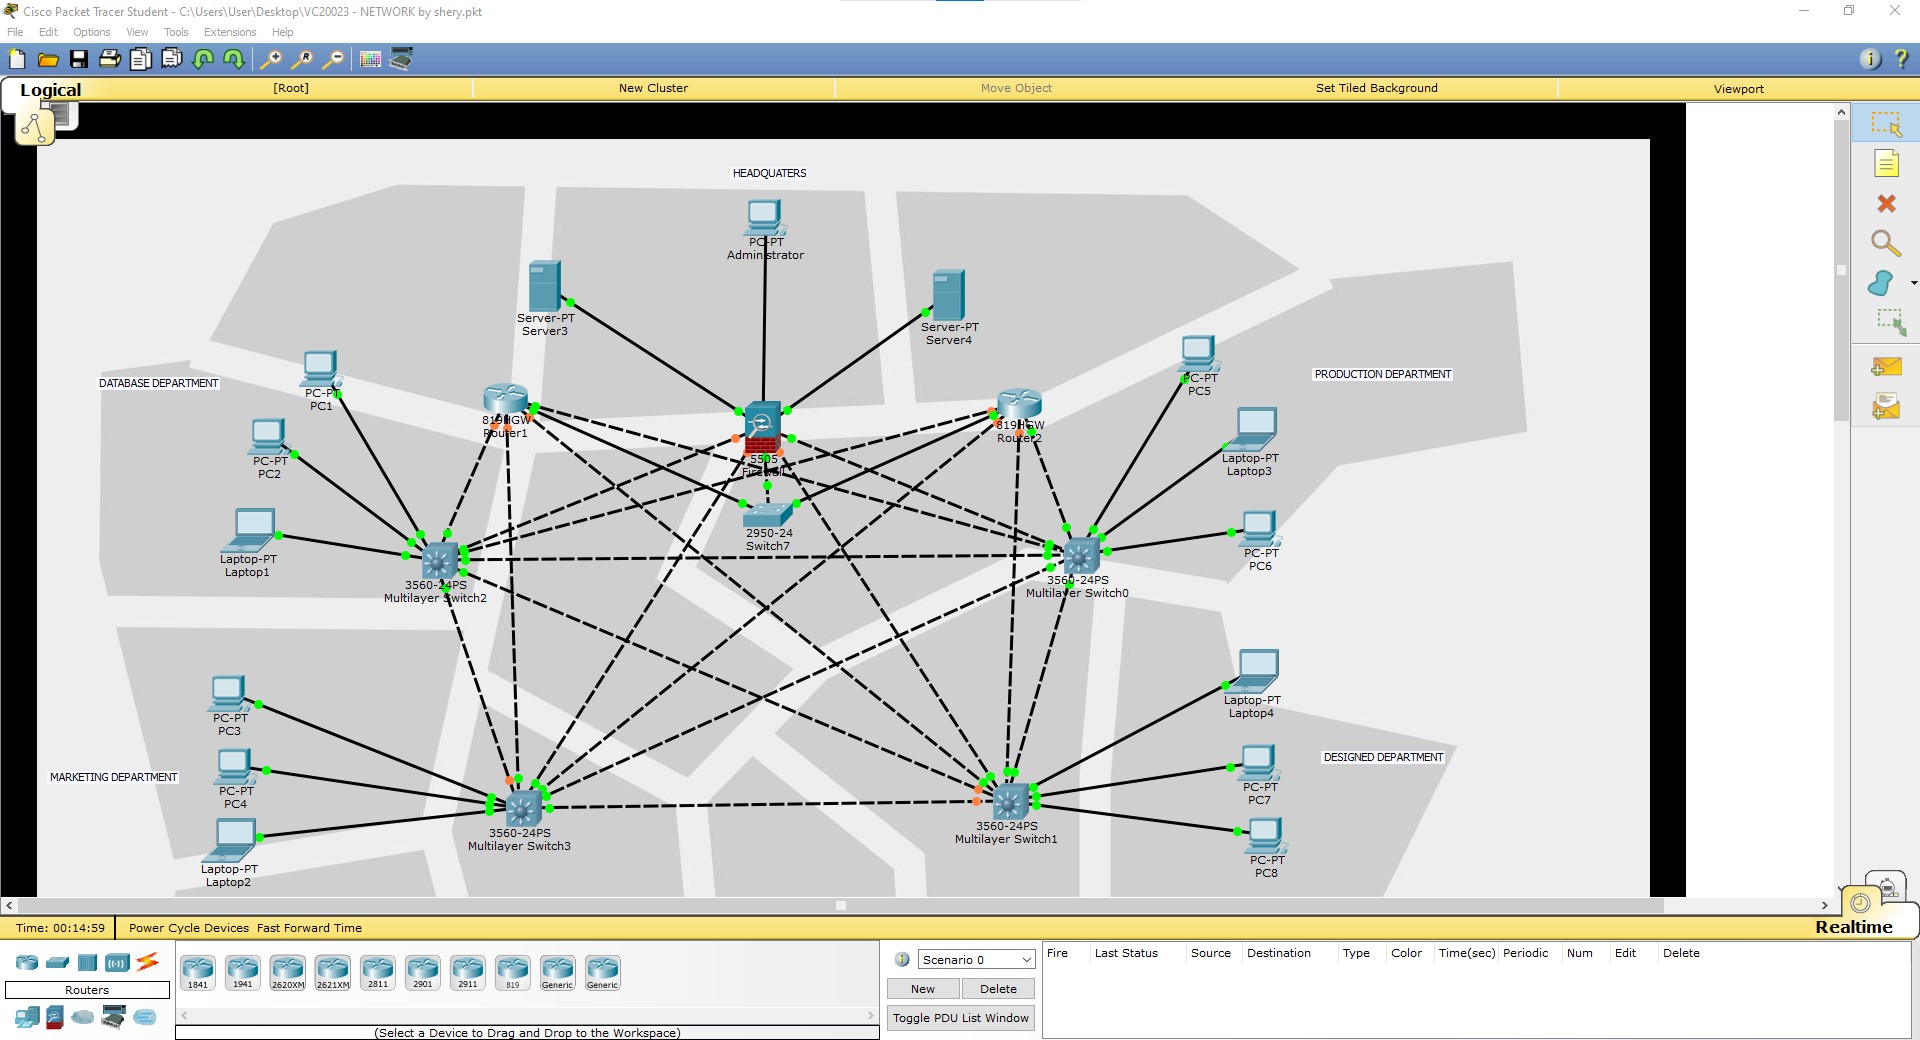 Cisco Packet Tracer Student - C:\Users\User\Desktop\VC20023 - NETWORK by shery.pkt
File Edit Options View Tools Extensions Help
Logical [Root] New Cluster Move Object Set Tiled Background Viewport
HEADQUATERS
PC-PT
Administrator
Server-PT
Server3
Server-PT
Server4
DATABASE DEPARTMENT
PC-PT
PC1
PC-PT
PC2
Laptop-PT
Laptop1
819HGW
Router1
5505
Firewall
819HGW
Router2
2950-24
Switch7
PRODUCTION DEPARTMENT
PC-PT
PC5
Laptop-PT
Laptop3
PC-PT
PC6
3560-24PS
Multilayer Switch2
3560-24PS
Multilayer Switch0
MARKETING DEPARTMENT
PC-PT
PC3
PC-PT
PC4
Laptop-PT
Laptop2
3560-24PS
Multilayer Switch3
3560-24PS
Multilayer Switch1
DESIGNED DEPARTMENT
Laptop-PT
Laptop4
PC-PT
PC7
PC-PT
PC8
Time: 00:14:59 Power Cycle Devices Fast Forward Time Realtime
Routers
1841 1941 2620XM 2621XM 2811 2901 2911 819 Generic Generic
(Select a Device to Drag and Drop to the Workspace)
Scenario 0
New Delete
Toggle PDU List Window
Fire Last Status Source Destination Type Color Time(sec) Periodic Num Edit Delete